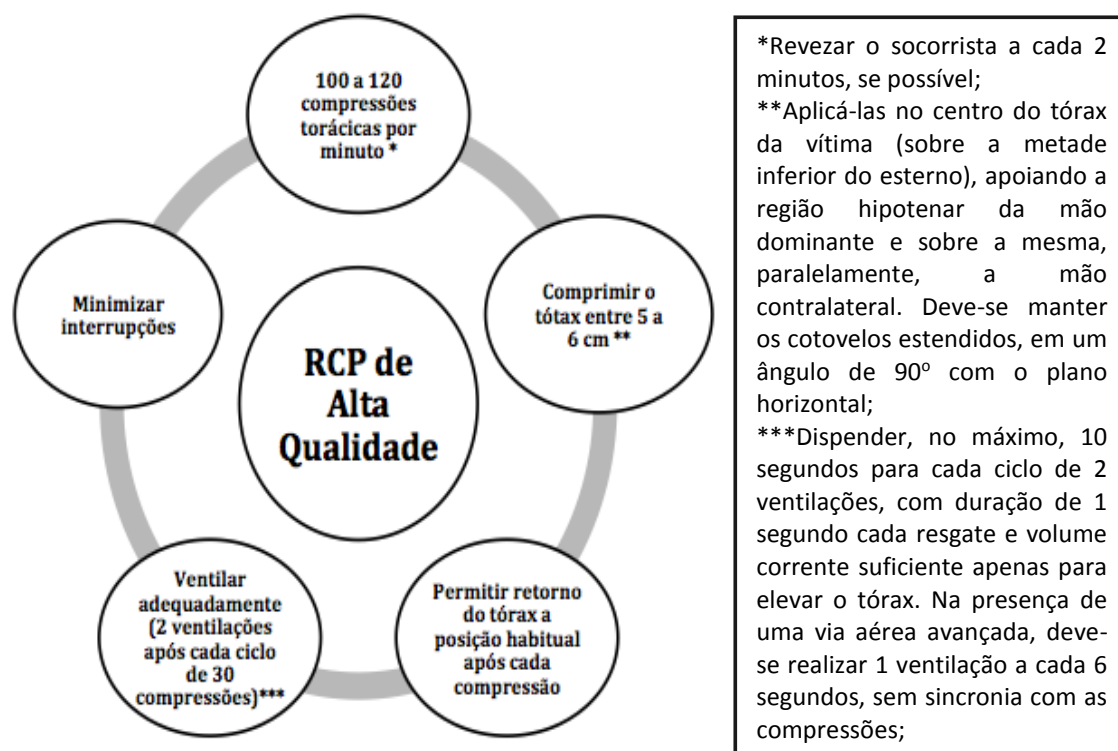 100 a 120
compressões
torácicas por
minuto *
Comprimir o
tótax entre 5 a
6 cm **
Permitir retorno
do tórax a
posição habitual
após cada
compressão
Ventilar
adequadamente
(2 ventilações
após cada ciclo
de 30
compressões)***
Minimizar
interrupções
RCP de
Alta
Qualidade
*Revezar o socorrista a cada 2
minutos, se possível;
**Aplicá-las no centro do tórax
da vítima (sobre a metade
inferior do esterno), apoiando a
região hipotenar da mão
dominante e sobre a mesma,
paralelamente, a mão
contralateral. Deve-se manter
os cotovelos estendidos, em um
ângulo de 90º com o plano
horizontal;
***Dispender, no máximo, 10
segundos para cada ciclo de 2
ventilações, com duração de 1
segundo cada resgate e volume
corrente suficiente apenas para
elevar o tórax. Na presença de
uma via aérea avançada, deve-
se realizar 1 ventilação a cada 6
segundos, sem sincronia com as
compressões;